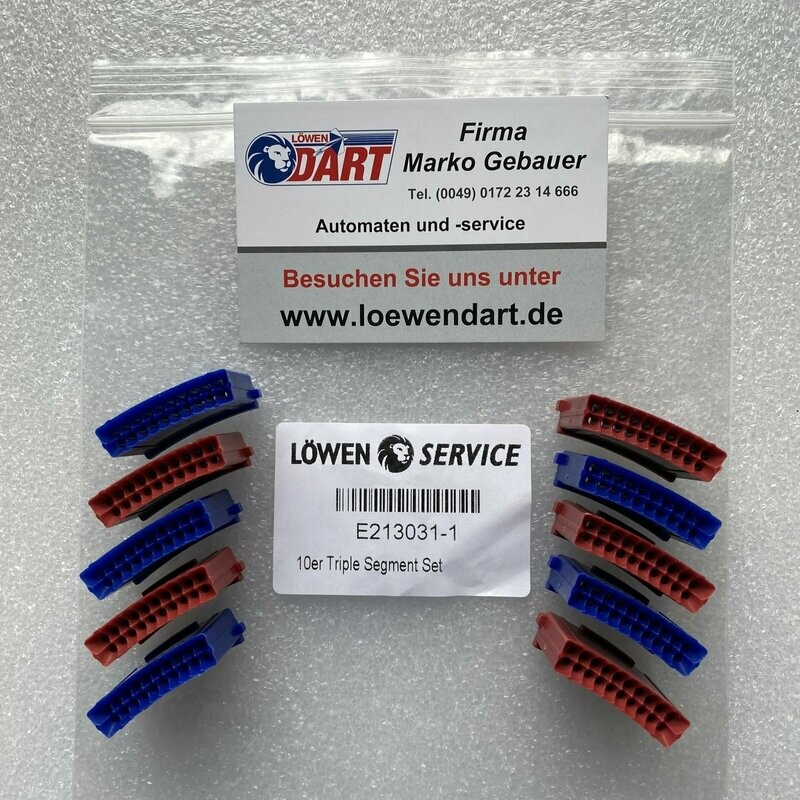 LÖWEN
DART
Firma
Marko Gebauer
Tel. (0049) 0172 23 14 666
Automaten und -service
Besuchen Sie uns unter
www.loewendart.de
LÖWEN SERVICE
E213031-1
10er Triple Segment Set